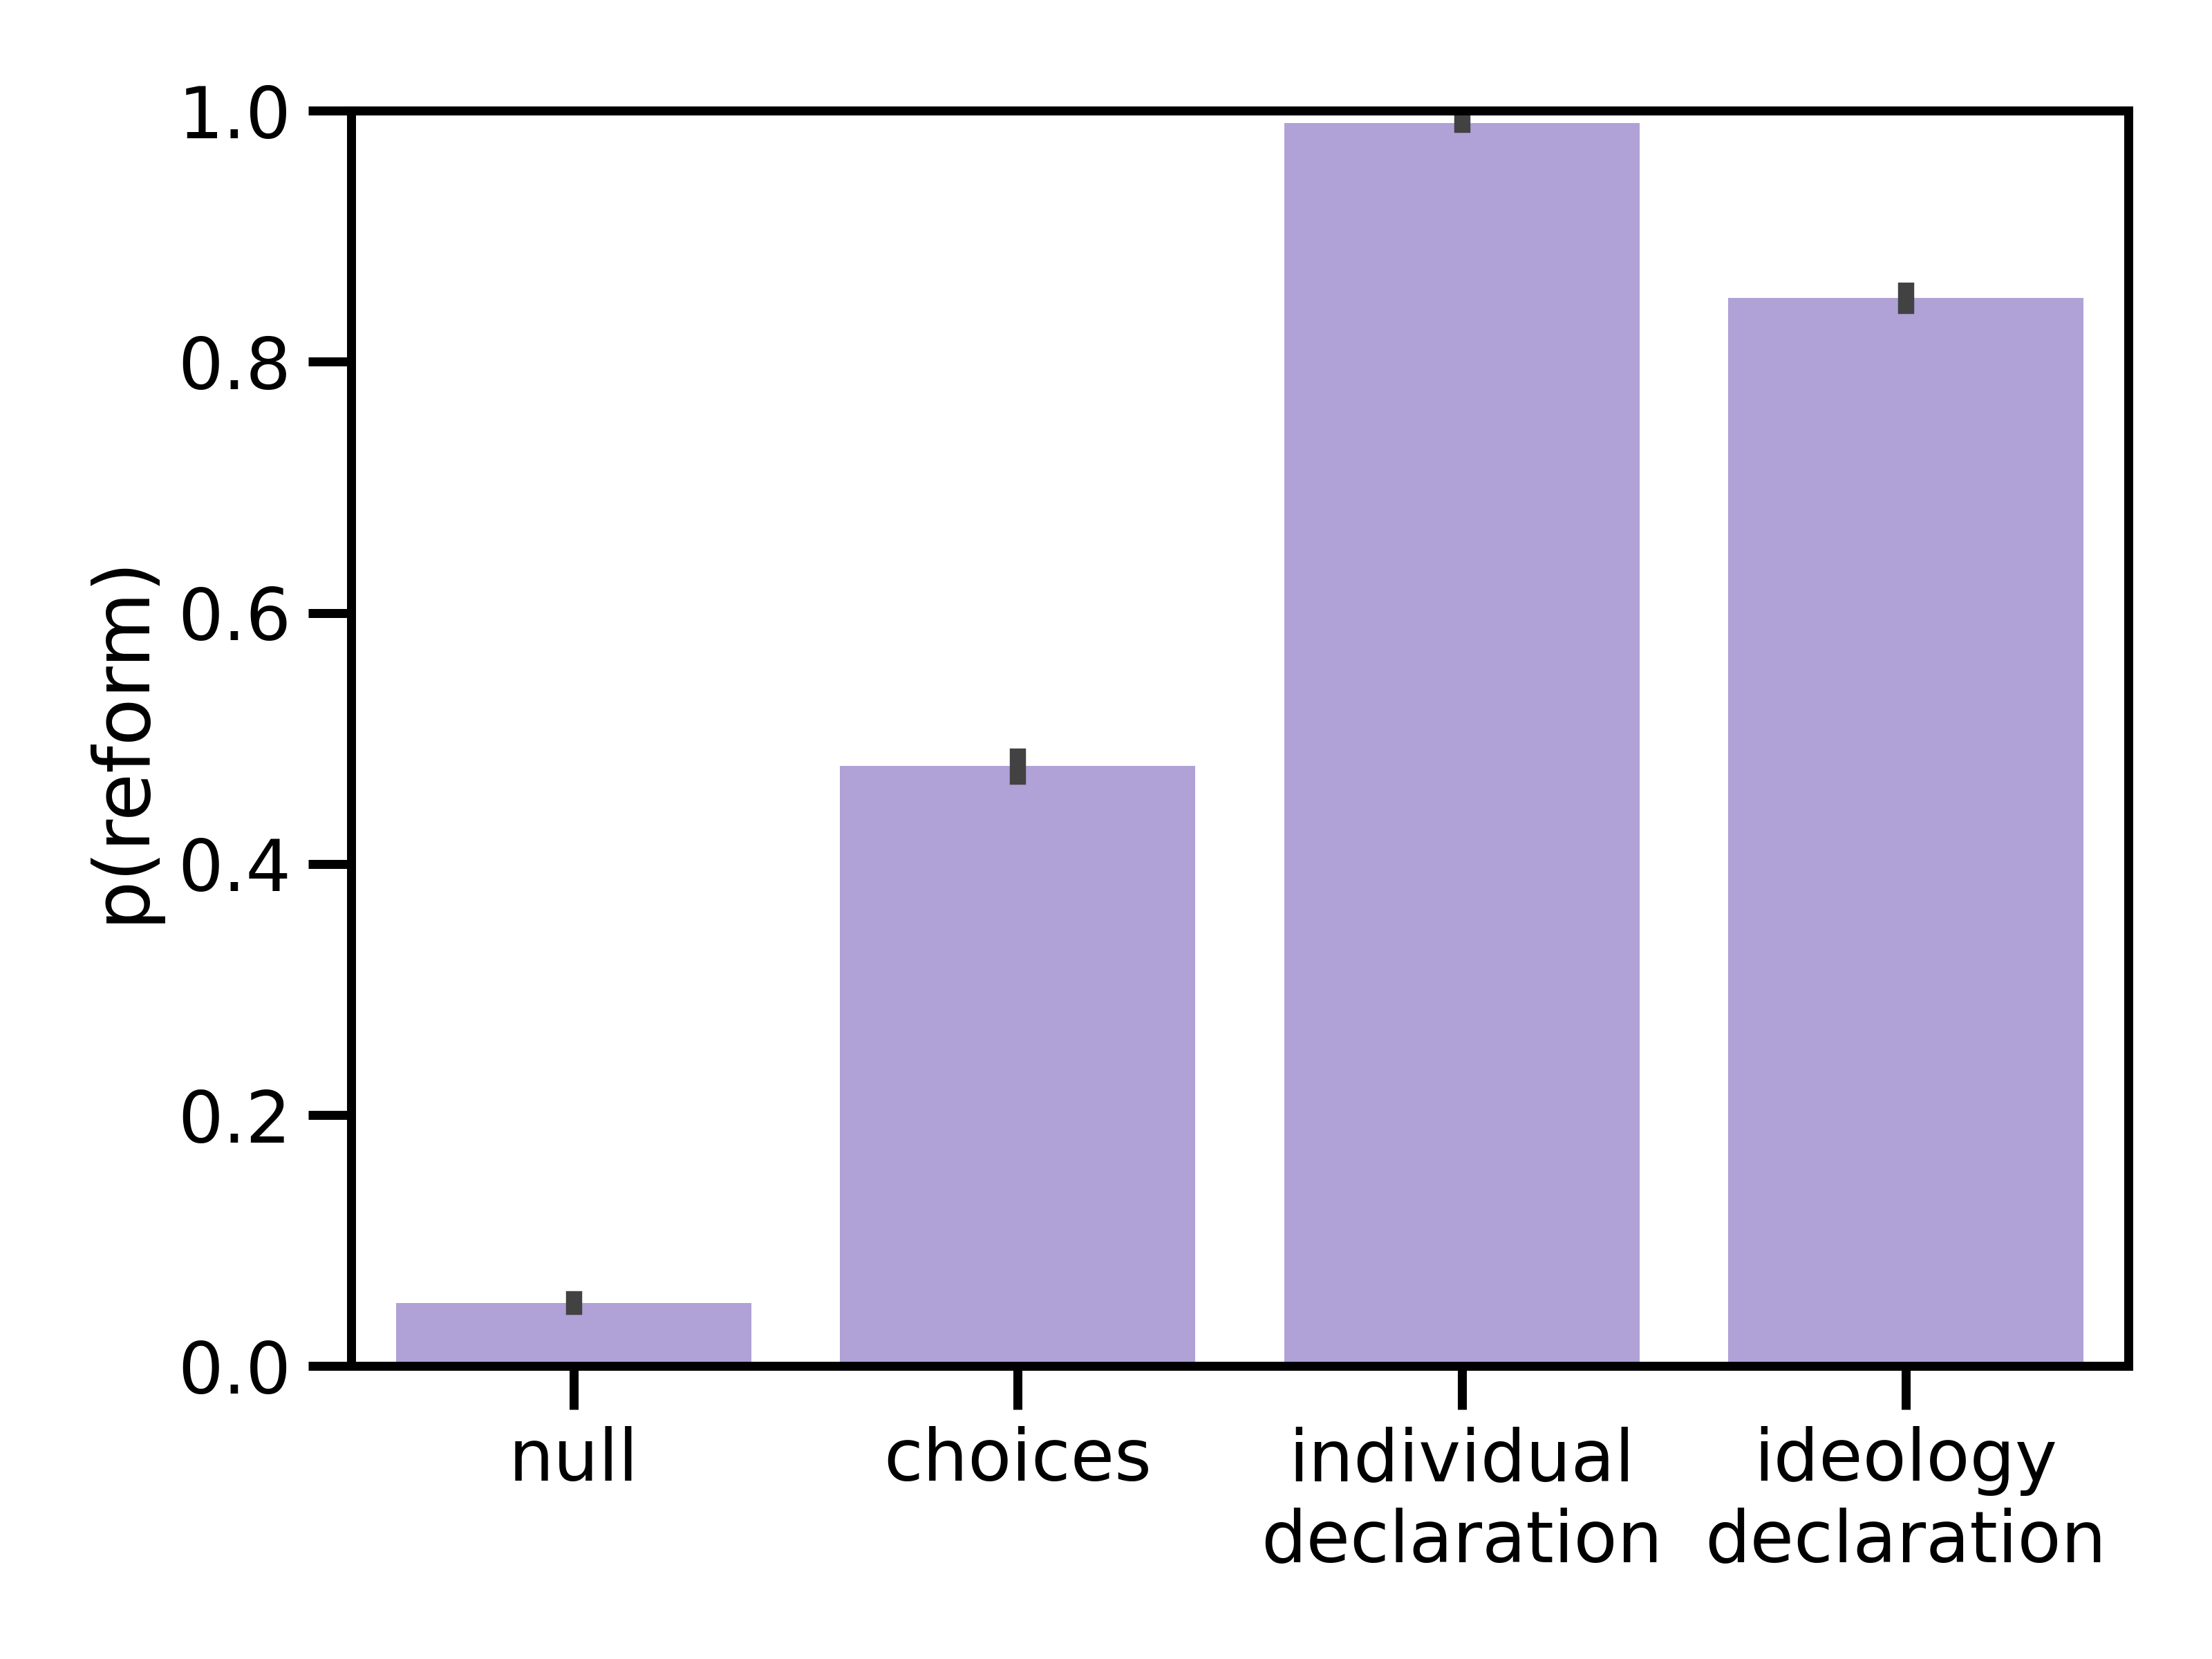 1.0
0.8
0.6
0.4
0.2
0.0
p(reform)
null
choices
individual
declaration
ideology
declaration